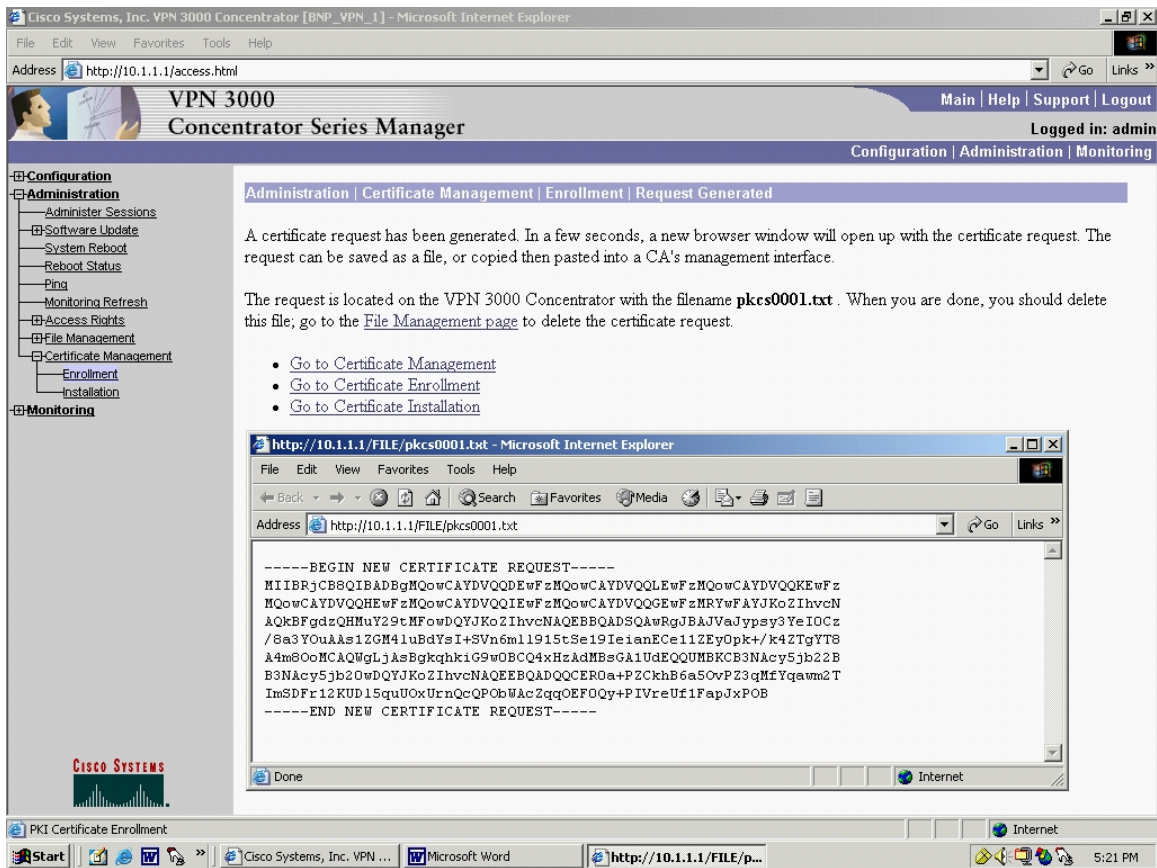 Cisco Systems, Inc. VPN 3000 Concentrator [BNP_VPN_1] - Microsoft Internet Explorer
File Edit View Favorites Tools Help
Address http://10.1.1.1/access.html Go Links »
VPN 3000
Concentrator Series Manager
Main | Help | Support | Logout
Logged in: admin
Configuration | Administration | Monitoring
Configuration
Administration
Administer Sessions
Software Update
System Reboot
Reboot Status
Ping
Monitoring Refresh
Access Rights
File Management
Certificate Management
Enrollment
Installation
Monitoring
Administration | Certificate Management | Enrollment | Request Generated
A certificate request has been generated. In a few seconds, a new browser window will open up with the certificate request. The
request can be saved as a file, or copied then pasted into a CA's management interface.
The request is located on the VPN 3000 Concentrator with the filename pkcs0001.txt . When you are done, you should delete
this file; go to the File Management page to delete the certificate request.
• Go to Certificate Management
• Go to Certificate Enrollment
• Go to Certificate Installation
http://10.1.1.1/FILE/pkcs0001.txt - Microsoft Internet Explorer
File Edit View Favorites Tools Help
Back Search Favorites Media
Address http://10.1.1.1/FILE/pkcs0001.txt Go Links »
-----BEGIN NEW CERTIFICATE REQUEST-----
MIIBRjCB8QIBADBgMQowCAYDVQQDEwFzMQowCAYDVQQLEwFzMQowCAYDVQQKEwFz
MQowCAYDVQQHEwFzMQowCAYDVQQIEwFzMQowCAYDVQQGEwFzMRYwFAYJKoZIhvcN
AQkBFgdzQHMuY29tMFowDQYJKoZIhvcNAQEBBQADSQAwRgJBAJVaJypsy3YeIOCz
/8a3YOuAAs1ZGM41uBdYsI+SVn6ml1915tSe19IeianECe11ZEyOpk+/k4ZTgYT8
A4m8OoMCAQWgLjAsBgkqhkiG9w0BCQ4xHzAdMBsGA1UdEQQUMBKCB3NAcy5jb22B
B3NAcy5jb20wDQYJKoZIhvcNAQEEBQADQQCEROa+PZCkhB6a5OvPZ3qMfYqawm2T
ImSDFr12KUD15quUOxUrnQcQPObWAcZqqOEFOQy+PIVreUf1FapJxPOB
-----END NEW CERTIFICATE REQUEST-----
Done Internet
CISCO SYSTEMS
PKI Certificate Enrollment Internet
Start » Cisco Systems, Inc. VPN ... Microsoft Word http://10.1.1.1/FILE/p... 5:21 PM